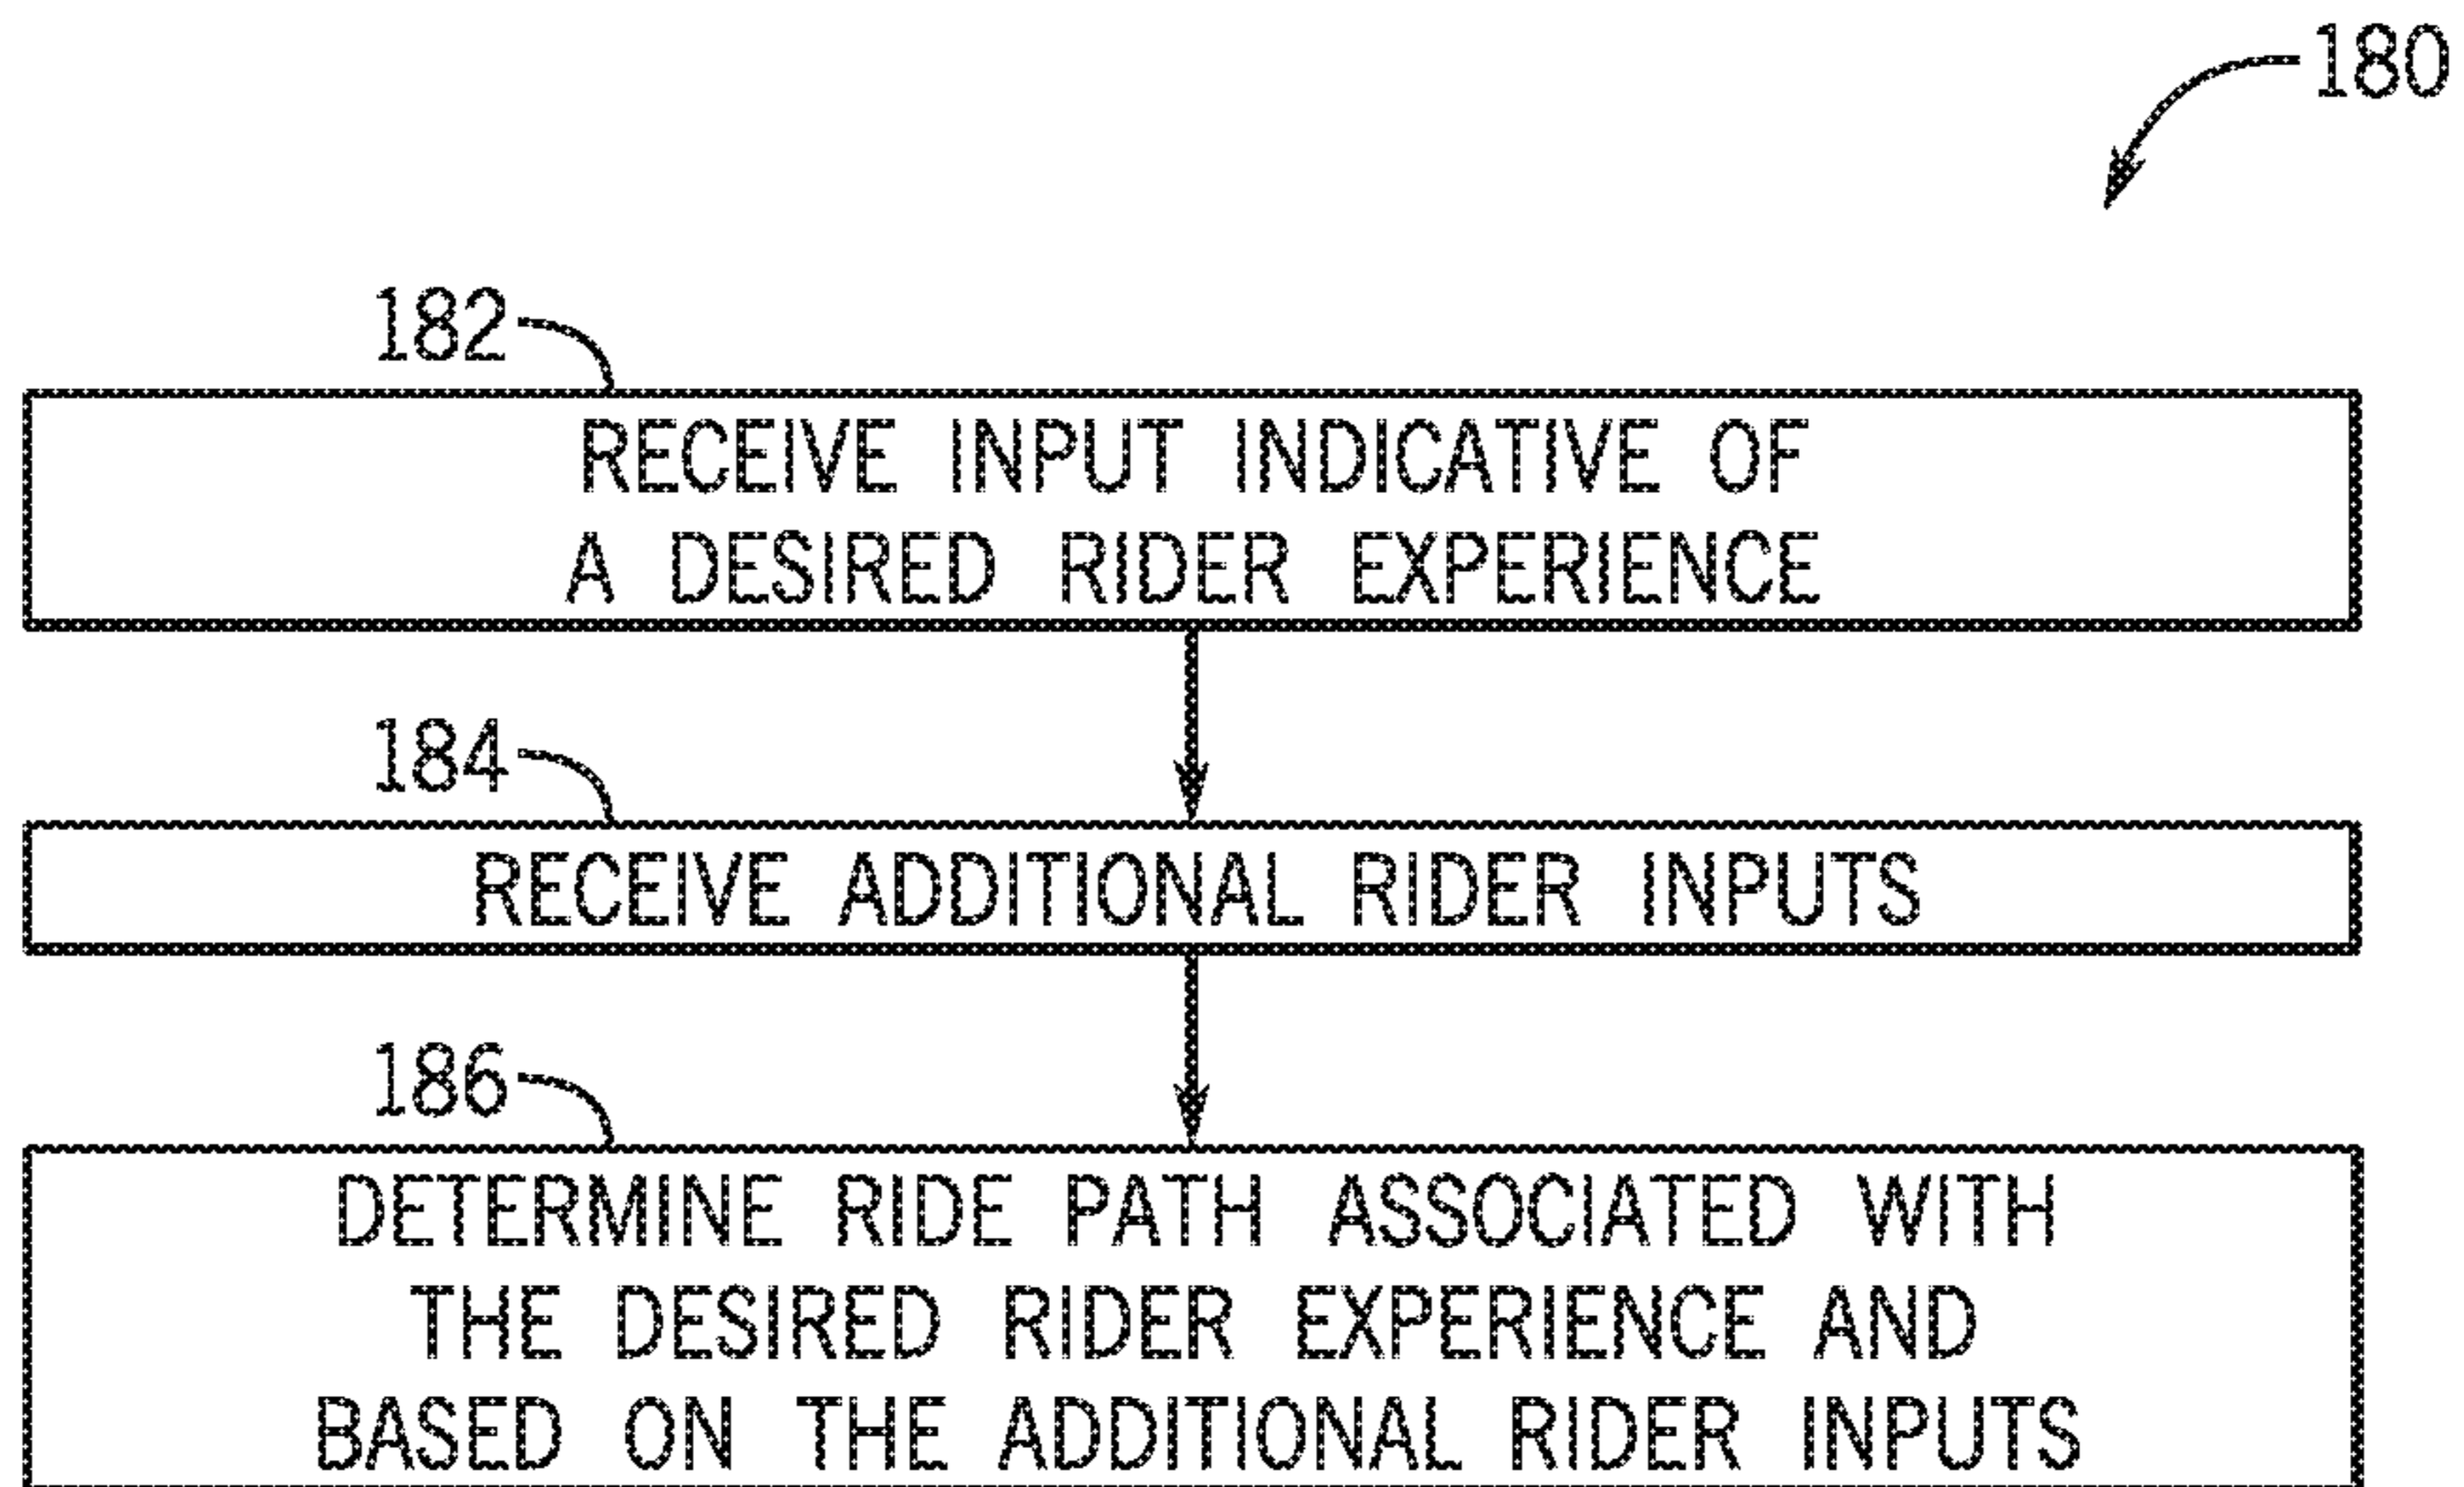 180
182
RECEIVE INPUT INDICATIVE OF
A DESIRED RIDER EXPERIENCE
184
RECEIVE ADDITIONAL RIDER INPUTS
186
DETERMINE RIDE PATH ASSOCIATED WITH
THE DESIRED RIDER EXPERIENCE AND
BASED ON THE ADDITIONAL RIDER INPUTS